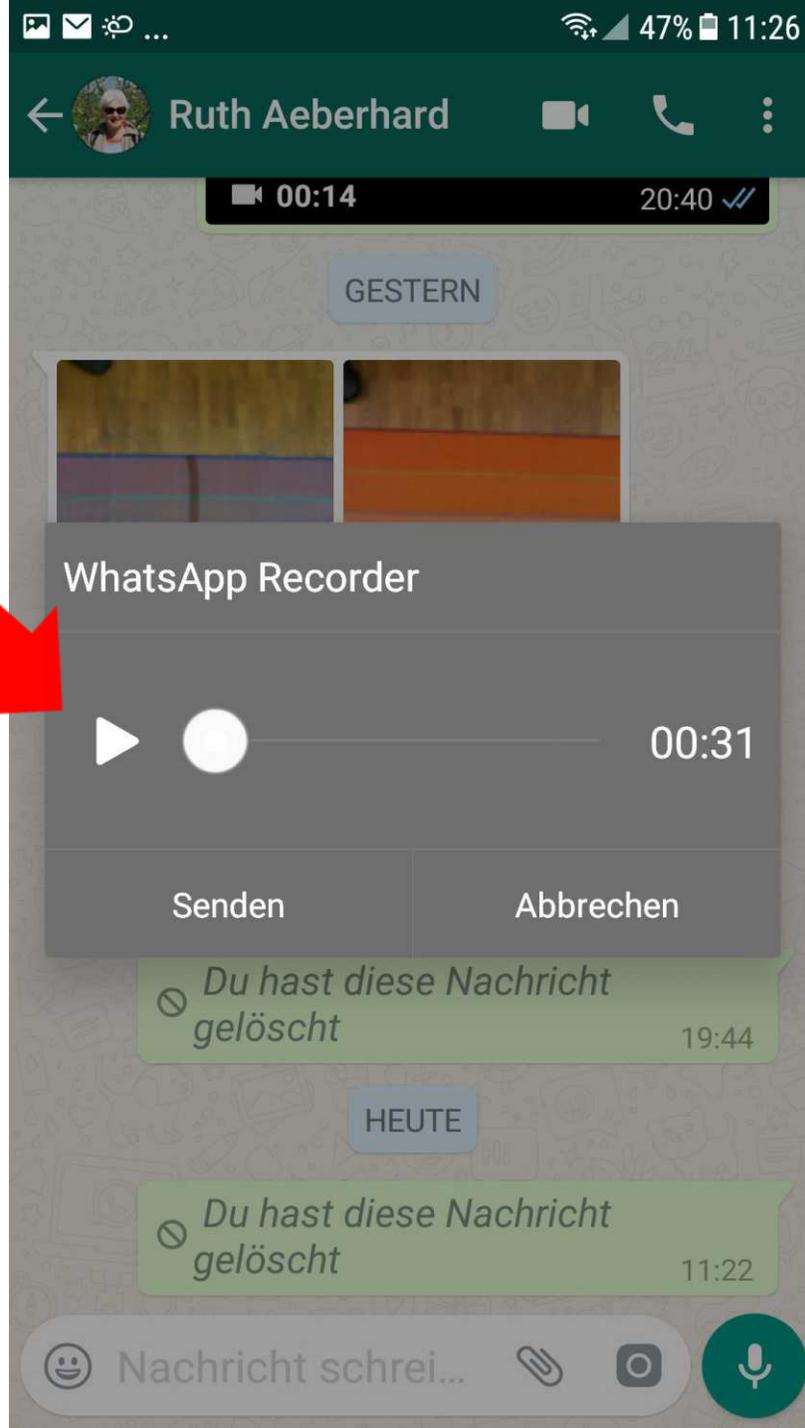 ... 47% 11:26
Ruth Aeberhard
00:14 20:40
GESTERN
WhatsApp Recorder
00:31
Senden Abbrechen
Du hast diese Nachricht
gelöscht 19:44
HEUTE
Du hast diese Nachricht
gelöscht 11:22
Nachricht schrei...